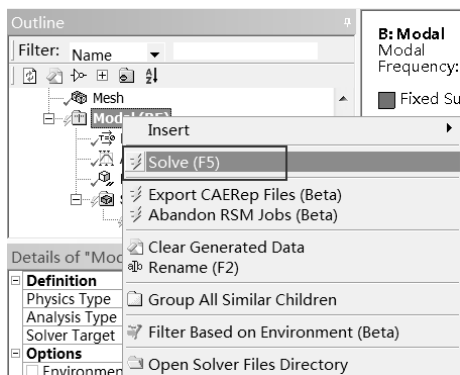 Outline
Filter: Name
Mesh
Modal (B5)
Insert
Solve (F5)
Export CAERep Files (Beta)
Abandon RSM Jobs (Beta)
Clear Generated Data
Rename (F2)
Group All Similar Children
Filter Based on Environment (Beta)
Open Solver Files Directory
Details of "Mod
Definition
Physics Type
Analysis Type
Solver Target
Options
Environmen
B: Modal
Modal
Frequency:
Fixed Su